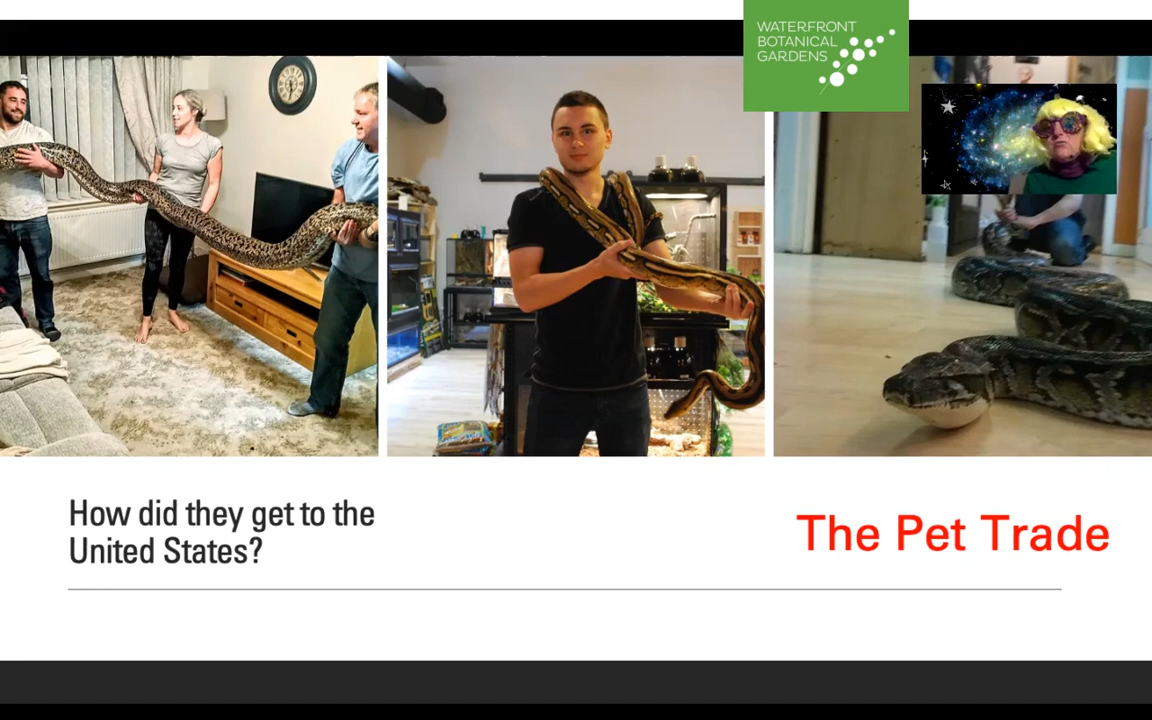 WATERFRONT
BOTANICAL
GARDENS
How did they get to the
United States?
The Pet Trade